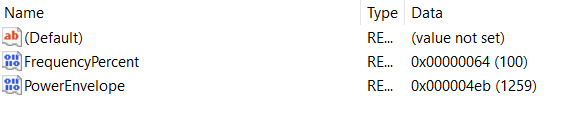 Name Type Data
(Default) RE... (value not set)
FrequencyPercent RE... 0x00000064 (100)
PowerEnvelope RE... 0x000004eb (1259)